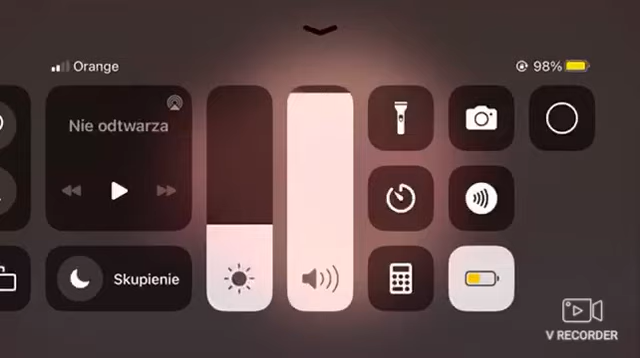 Orange
98%
Nie odtwarza
Skupienie
V RECORDER